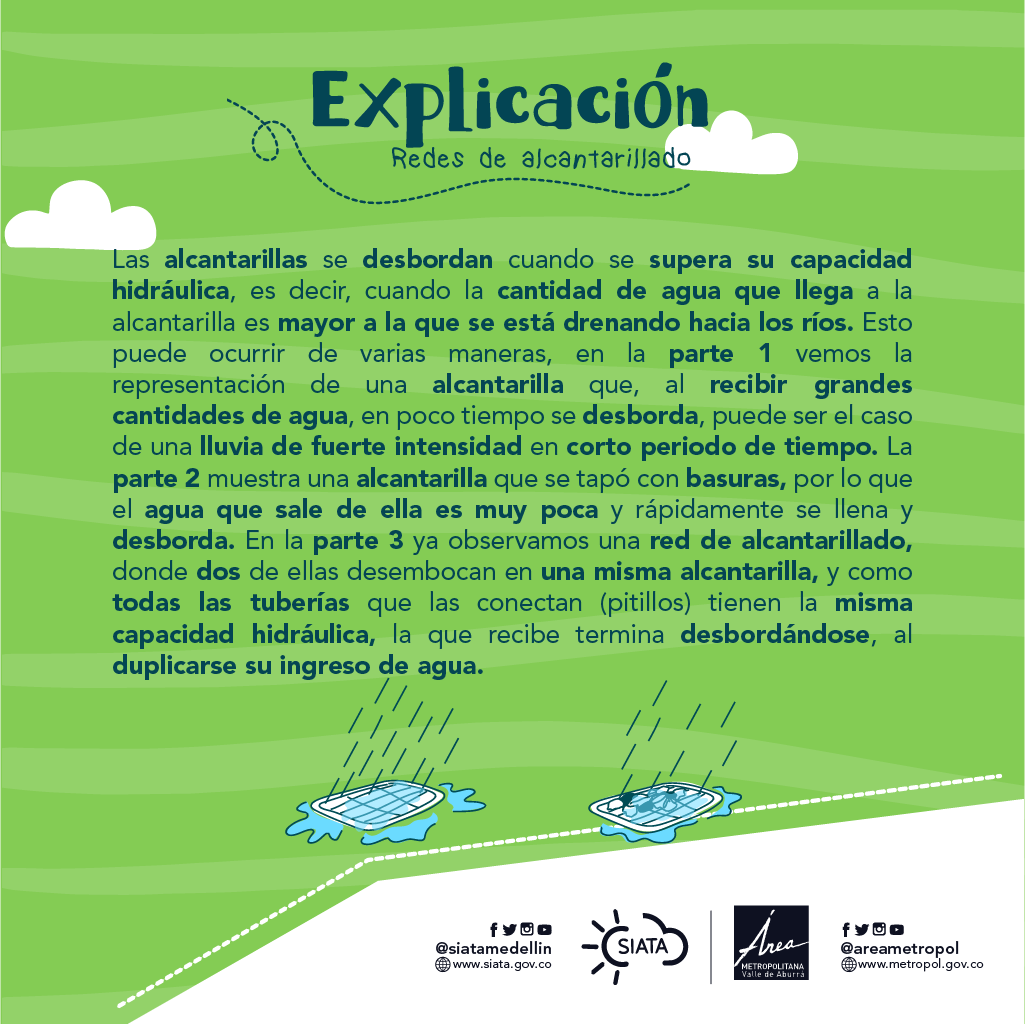 Explicación
Redes de alcantarillado
Las alcantarillas se desbordan cuando se supera su capacidad
hidráulica, es decir, cuando la cantidad de agua que llega a la
alcantarilla es mayor a la que se está drenando hacia los ríos. Esto
puede ocurrir de varias maneras, en la parte 1 vemos la
representación de una alcantarilla que, al recibir grandes
cantidades de agua, en poco tiempo se desborda, puede ser el caso
de una lluvia de fuerte intensidad en corto periodo de tiempo. La
parte 2 muestra una alcantarilla que se tapó con basuras, por lo que
el agua que sale de ella es muy poca y rápidamente se llena y
desborda. En la parte 3 ya observamos una red de alcantarillado,
donde dos de ellas desembocan en una misma alcantarilla, y como
todas las tuberías que las conectan (pitillos) tienen la misma
capacidad hidráulica, la que recibe termina desbordándose, al
duplicarse su ingreso de agua.
@siatamedellin
www.siata.gov.co
SIATA
Área
METROPOLITANA
Valle de Aburrá
@areametropol
www.metropol.gov.co